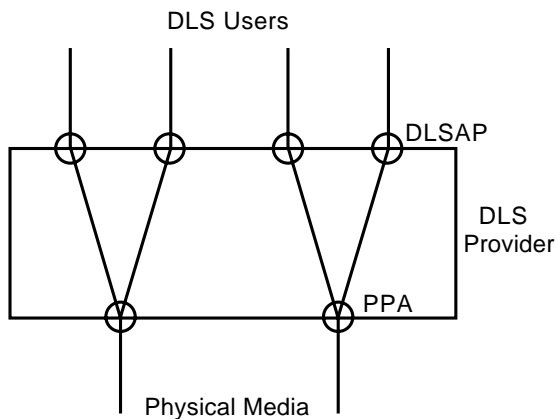 DLS Users
DLSAP
DLS
Provider
PPA
Physical Media